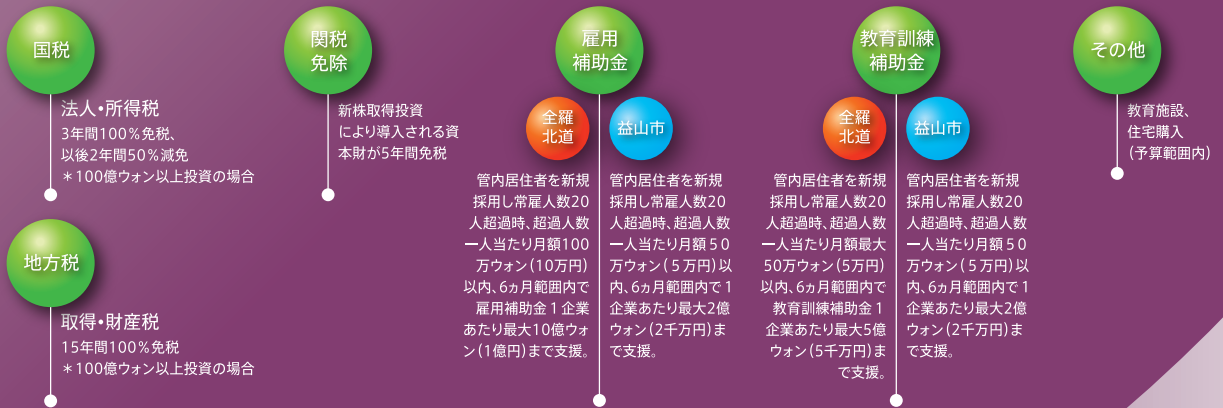 国税
法人・所得税
3年間100%免税、
以後2年間50%減免
＊100億ウォン以上投資の場合
地方税
取得・財産税
15年間100%免税
＊100億ウォン以上投資の場合
関税
免除
新株取得投資
により導入される資
本財が5年間免税
雇用
補助金
全羅
北道
管内居住者を新規
採用し常雇人数20
人超過時、超過人数
一人当たり月額100
万ウォン(10万円)
以内、6ヵ月範囲内で
雇用補助金1企業
あたり最大10億ウォ
ン(1億円)まで支援。
益山市
管内居住者を新規
採用し常雇人数20
人超過時、超過人数
一人当たり月額50
万ウォン(5万円)以
内、6ヵ月範囲内で1
企業あたり最大2億
ウォン(2千万円)ま
で支援。
教育訓練
補助金
全羅
北道
管内居住者を新規
採用し常雇人数20
人超過時、超過人数
一人当たり月額最大
50万ウォン(5万円)
以内、6ヵ月範囲内で
教育訓練補助金1
企業あたり最大5億
ウォン(5千万円)ま
で支援。
益山市
管内居住者を新規
採用し常雇人数20
人超過時、超過人数
一人当たり月額50
万ウォン(5万円)以
内、6ヵ月範囲内で1
企業あたり最大2億
ウォン(2千万円)ま
で支援。
その他
教育施設、
住宅購入
(予算範囲内)